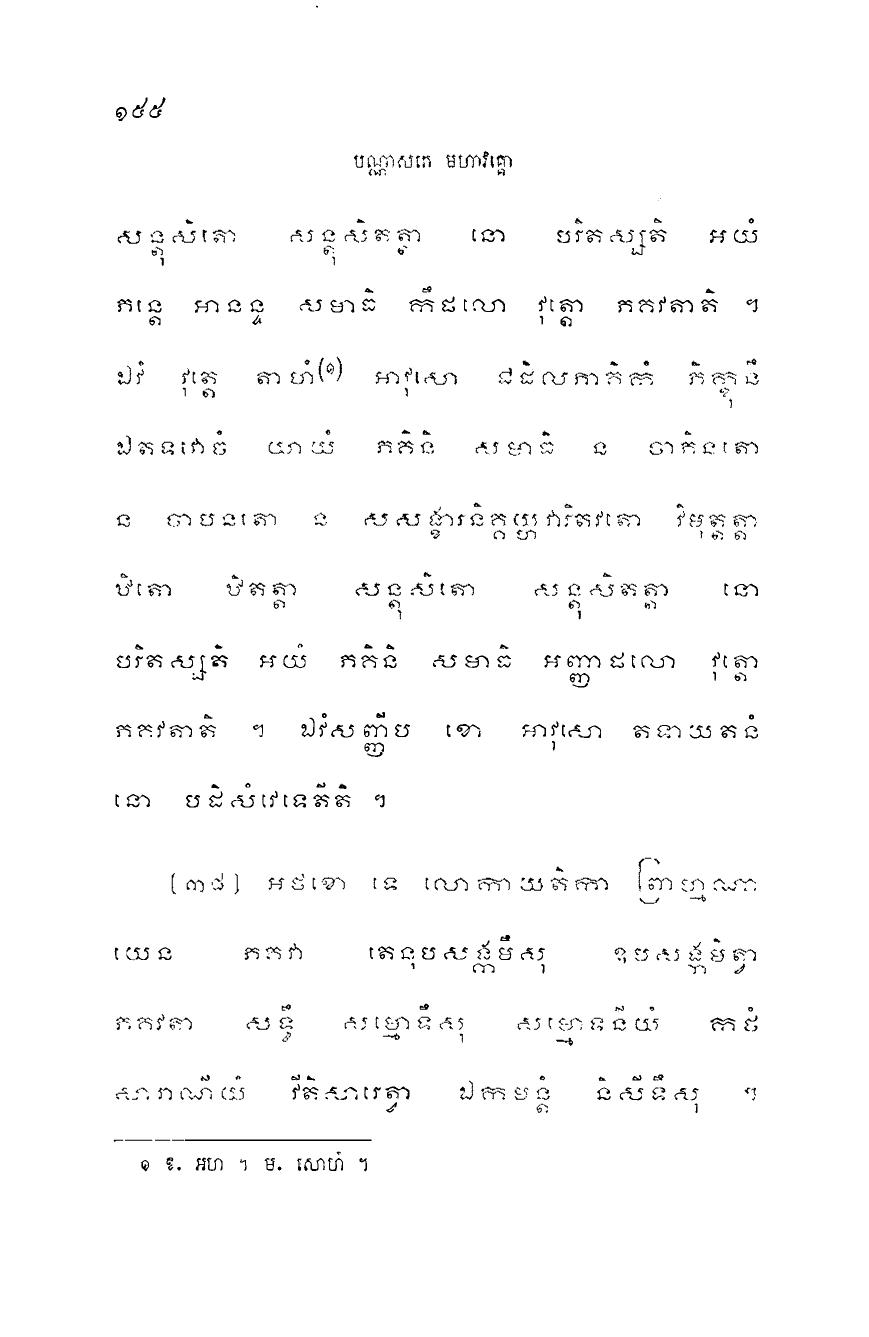 ១៥៥
បណ្ណាសកេ មហាវគ្គោ
សន្តុសិតោ សន្តុសិតត្តា នោ បរិតស្សតិ អយំ
ភន្តេ អានន្ទ សមាធិ កឹផលោ វុត្តោ ភគវតាតិ ។
ឯវំ វុត្តេ តាហំ(១) អាវុសោ ជដិលភាគិកំ ភិក្ខុនឹ
ឯតទវោចំ យាយំ ភគិនិ សមាធិ ន ចាភិនតោ
ន ចាបនតោ ន សសង្ខារនិគ្គយ្ហវារិតវតោ វិមុត្តត្តា
ឋិតោ ឋិតត្តា សន្តុសិតោ សន្តុសិតត្តា នោ
បរិតស្សតិ អយំ ភគិនិ សមាធិ អញ្ញាផលោ វុត្តោ
ភគវតាតិ ។ ឯវំសញ្ញីបិ ខោ អាវុសោ តទាយតនំ
នោ បដិសំវេទេតីតិ ។
[៣៨] អថខោ ទ្វេ លោកាយតិកា ព្រាហ្មណា
យេន ភគវា តេនុបសង្កមឹសុ ឧបសង្កមិត្វា
ភគវតា សទ្ធឹ សម្មោទឹសុ សម្មោទនីយំ កថំ
សារាណីយំ វីតិសារេត្វា ឯកមន្តំ និសីទឹសុ ។
១ ឱ. អហ ។ ម. សោហំ ។